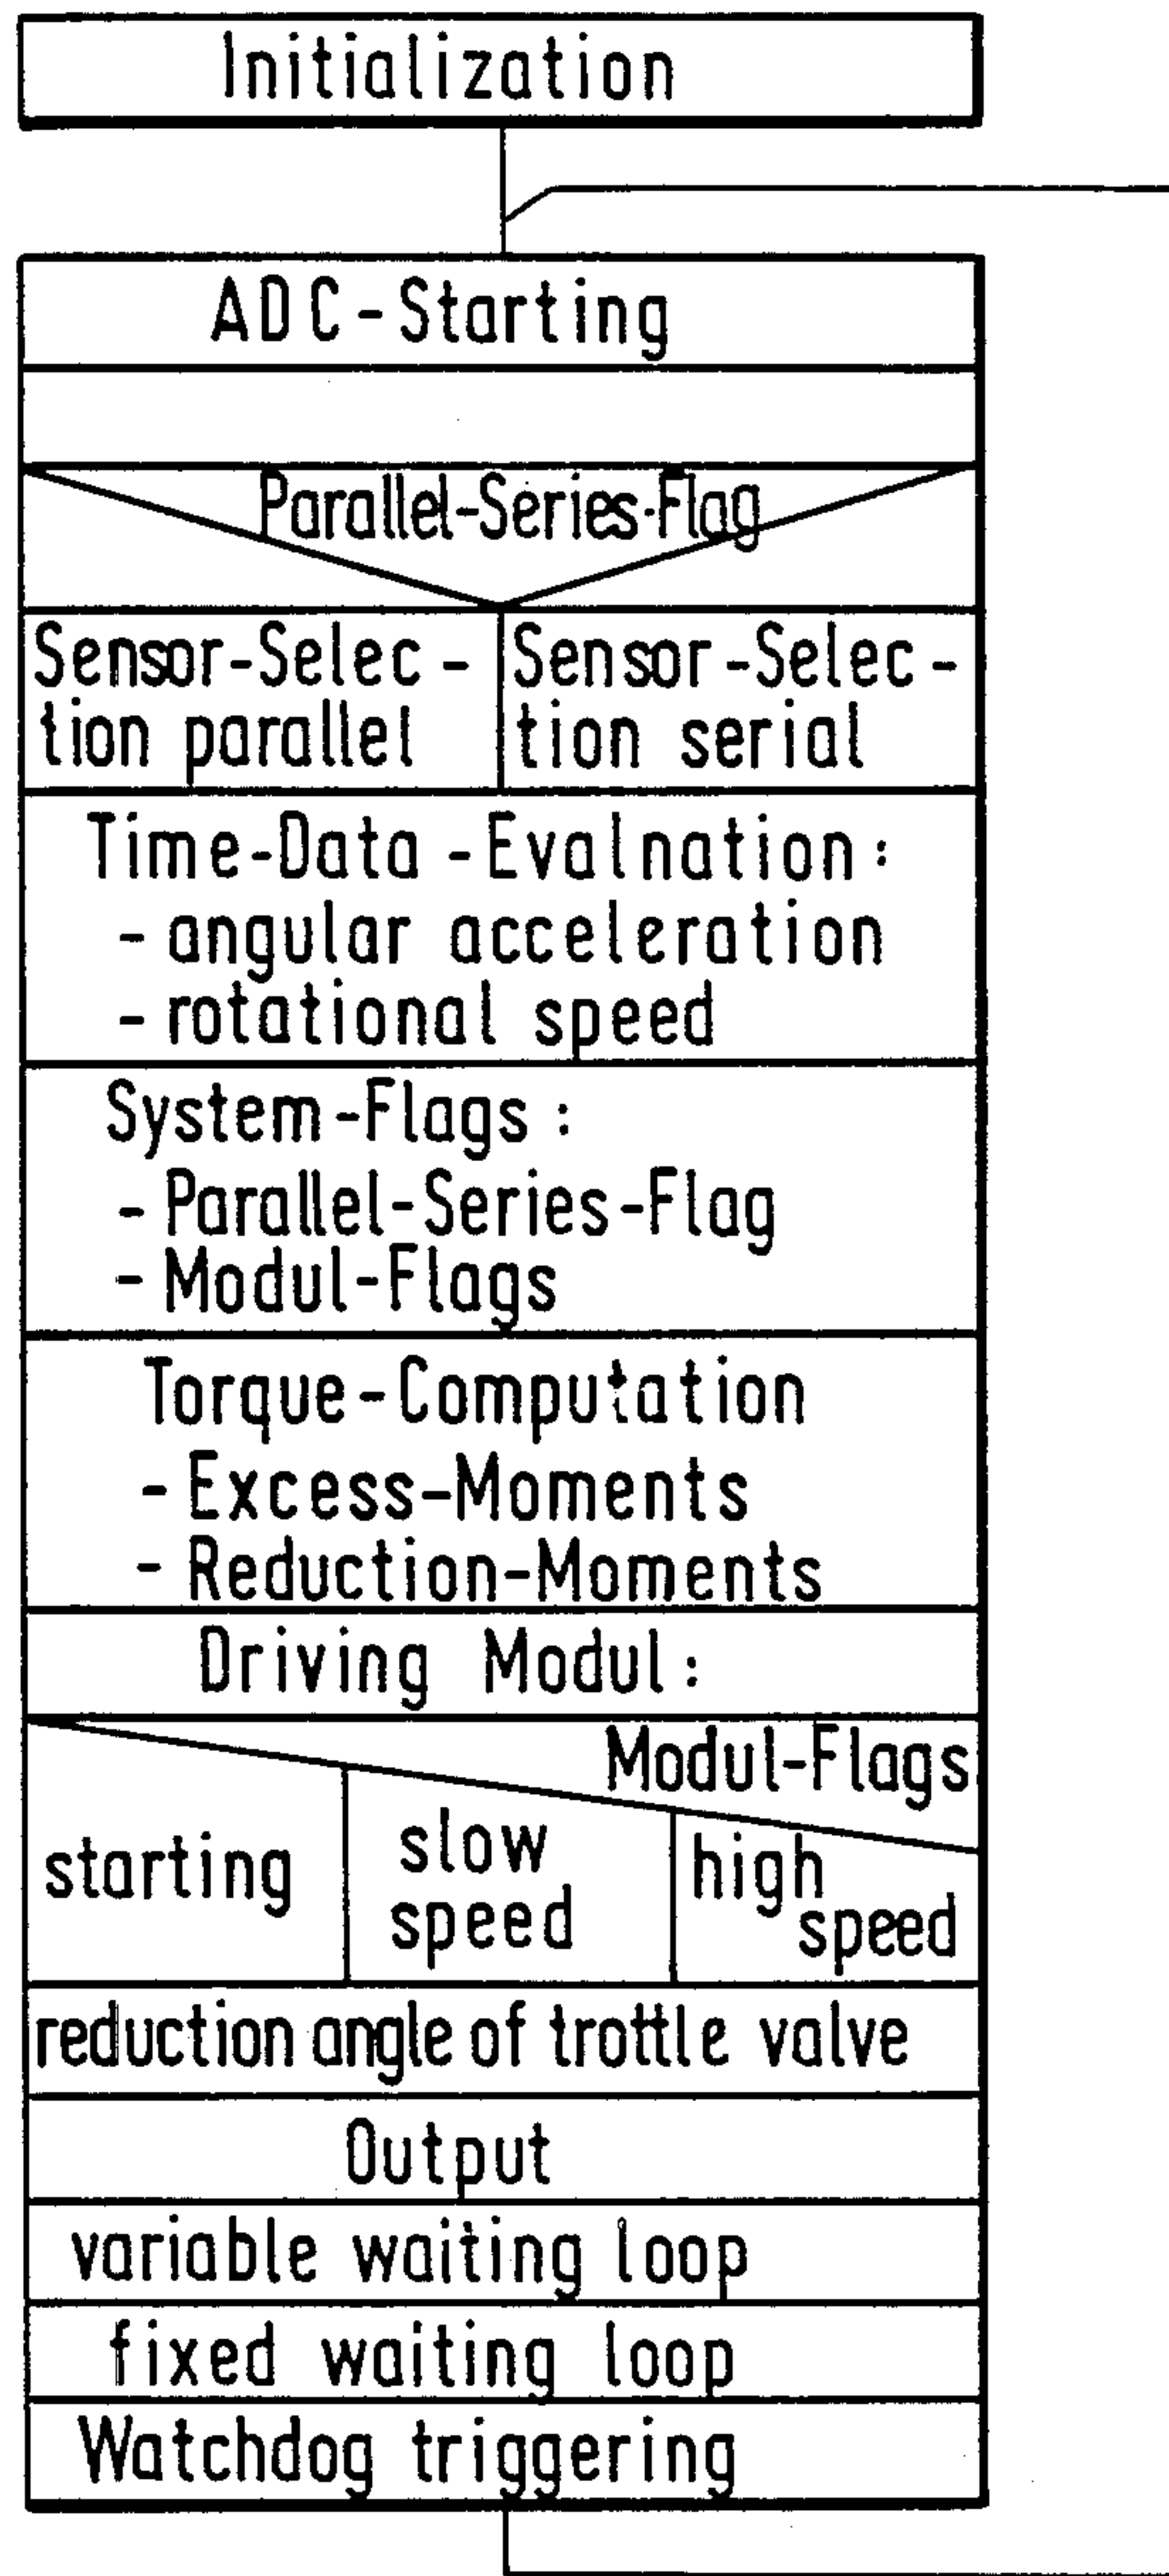 Initialization
ADC-Starting
Parallel-Series-Flag
Sensor-Selec-
tion parallel
Sensor-Selec-
tion serial
Time-Data-Evalnation:
- angular acceleration
- rotational speed
System-Flags:
- Parallel-Series-Flag
- Modul-Flags
Torque-Computation
- Excess-Moments
- Reduction-Moments
Driving Modul:
Modul-Flags
starting
slow
speed
high
speed
reduction angle of trottle valve
Output
variable waiting loop
fixed waiting loop
Watchdog triggering